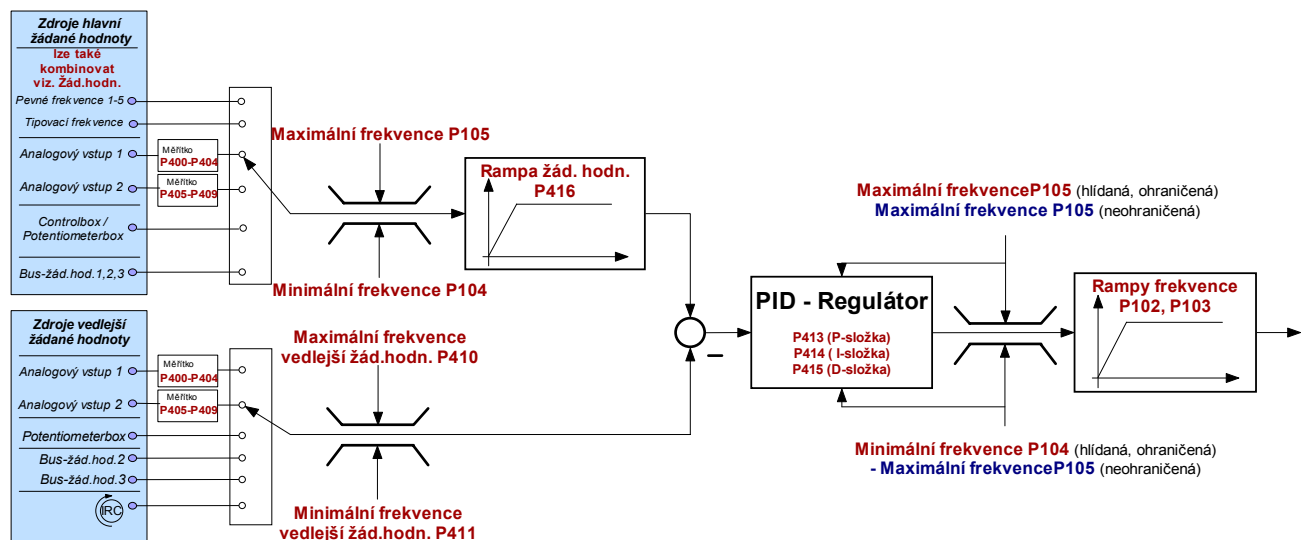 Zdroje hlavní
žádané hodnoty
lze také
kombinovat
viz. Žád.hodn.
Pevné frekvence 1-5
Tipovací frekvence
Analogový vstup 1
Měřítko
P400-P404
Analogový vstup 2
Měřítko
P405-P409
Controlbox /
Potentiometerbox
Bus-žád.hod.1,2,3
Maximální frekvence P105
Minimální frekvence P104
Rampa žád. hodn.
P416
Zdroje vedlejší
žádané hodnoty
Analogový vstup 1
Měřítko
P400-P404
Analogový vstup 2
Měřítko
P405-P409
Potentiometerbox
Bus-žád.hod.2
Bus-žád.hod.3
IRC
Maximální frekvence
vedlejší žád.hodn. P410
Minimální frekvence
vedlejší žád.hodn. P411
–
PID - Regulátor
P413 (P-složka)
P414 ( I-složka)
P415 (D-složka)
Maximální frekvenceP105 (hlídaná, ohraničená)
Maximální frekvence P105 (neohraničená)
Minimální frekvence P104 (hlídaná, ohraničená)
- Maximální frekvenceP105 (neohraničená)
Rampy frekvence
P102, P103